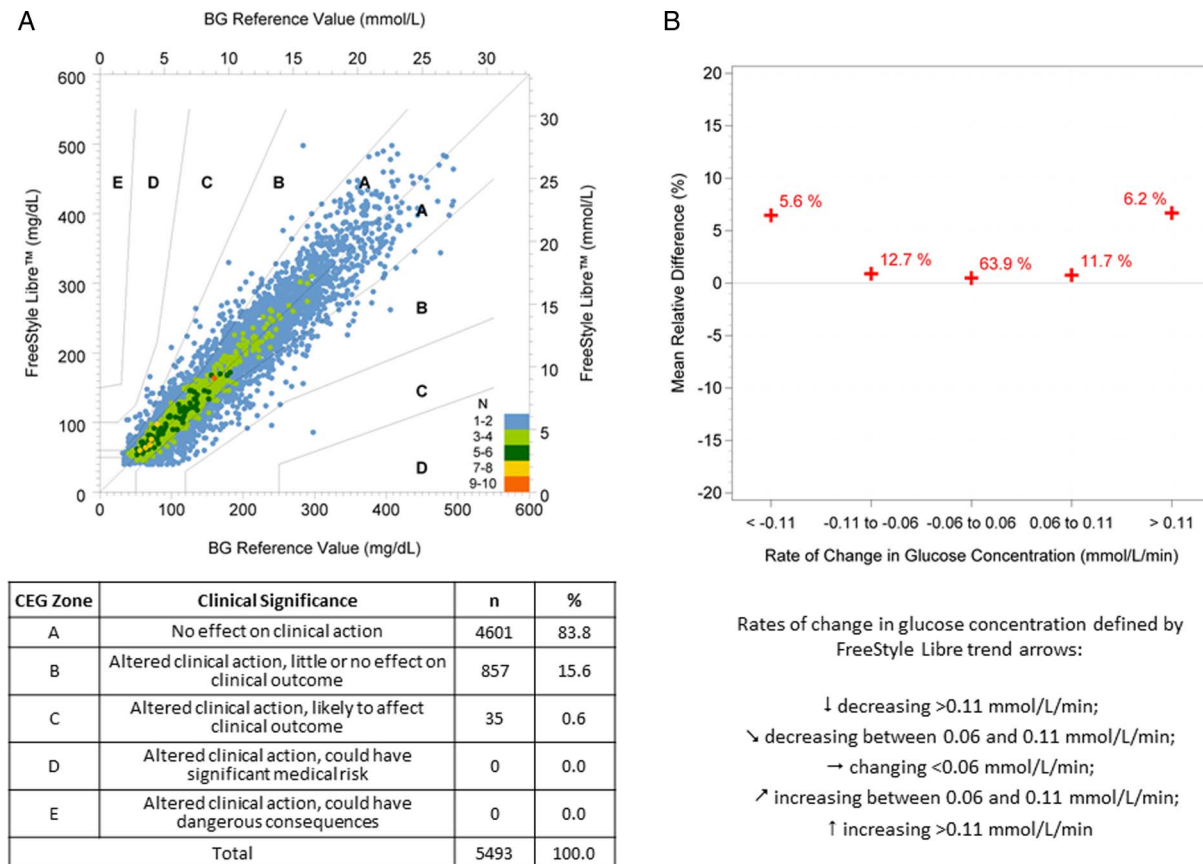 A
BG Reference Value (mmol/L)
0 5 10 15 20 25 30
600
500
400
300
200
100
0
FreeStyle Libre™ (mg/dL)
E D C B A
A
B
C
D
30
25
20
15
10
5
0
FreeStyle Libre™ (mmol/L)
N
1-2
3-4
5-6
7-8
9-10
0 100 200 300 400 500 600
BG Reference Value (mg/dL)
CEG Zone Clinical Significance n %
A No effect on clinical action 4601 83.8
B Altered clinical action, little or no effect on clinical outcome 857 15.6
C Altered clinical action, likely to affect clinical outcome 35 0.6
D Altered clinical action, could have significant medical risk 0 0.0
E Altered clinical action, could have dangerous consequences 0 0.0
Total 5493 100.0
B
20
15
10
5
0
-5
-10
-15
-20
Mean Relative Difference (%)
5.6 %
12.7 %
63.9 %
11.7 %
6.2 %
< -0.11 -0.11 to -0.06 -0.06 to 0.06 0.06 to 0.11 > 0.11
Rate of Change in Glucose Concentration (mmol/L/min)
Rates of change in glucose concentration defined by
FreeStyle Libre trend arrows:
↓ decreasing >0.11 mmol/L/min;
↘ decreasing between 0.06 and 0.11 mmol/L/min;
→ changing <0.06 mmol/L/min;
↗ increasing between 0.06 and 0.11 mmol/L/min;
↑ increasing >0.11 mmol/L/min